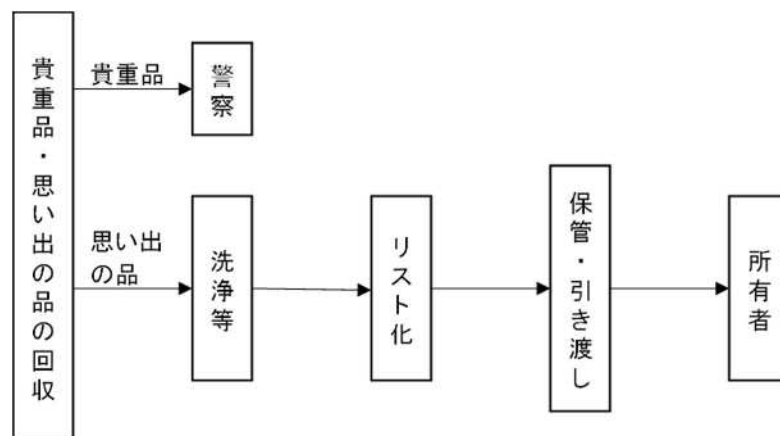 貴重品・思い出の品の回収
貴重品
警察
思い出
の品
洗浄等
リスト化
保管・引き渡し
所有者